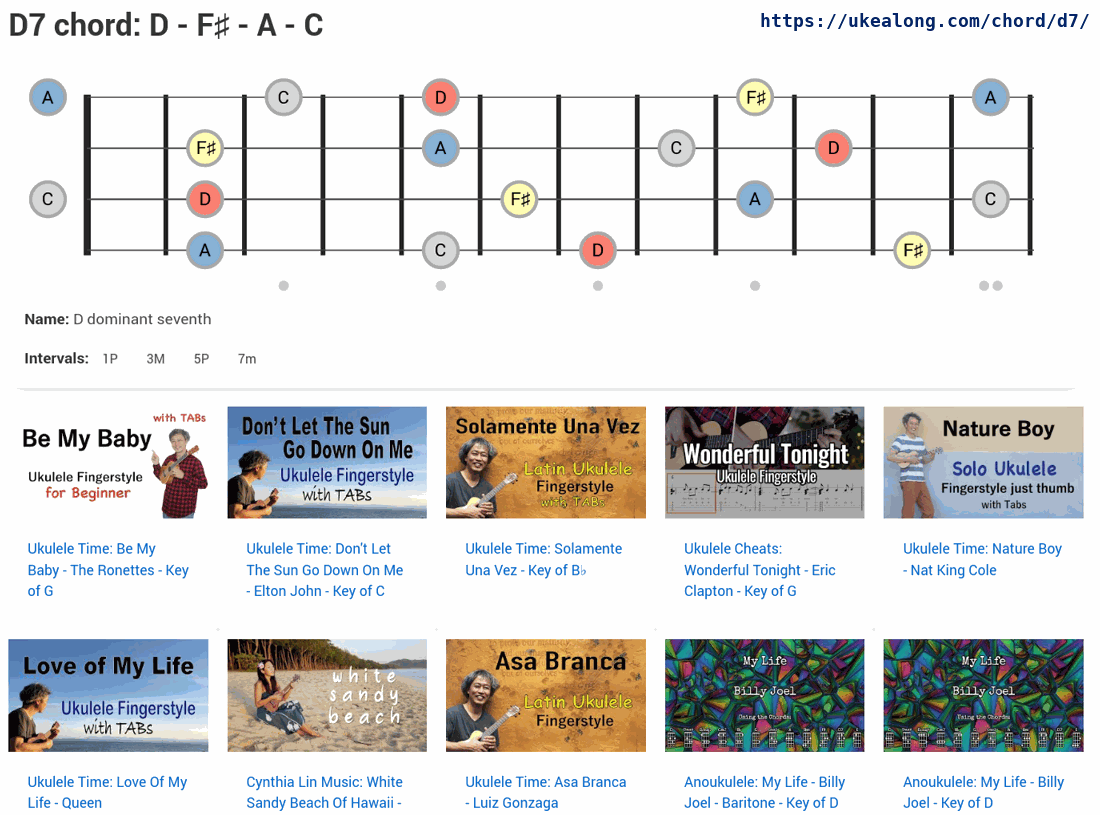 D7 chord: D - F♯ - A - C
https://ukealong.com/chord/d7/
A C D F♯ A
F♯ A C D
C D F♯ A C
A C D F♯
Name: D dominant seventh
Intervals: 1P 3M 5P 7m
with TABs
Be My Baby
Ukulele Fingerstyle
for Beginner
Don't Let The Sun
Go Down On Me
Ukulele Fingerstyle
with TABs
Solamente Una Vez
Latin Ukulele
Fingerstyle
with TABs
Wonderful Tonight
Ukulele Fingerstyle
Nature Boy
Solo Ukulele
Fingerstyle just thumb
with Tabs
Ukulele Time: Be My
Baby - The Ronettes - Key
of G
Ukulele Time: Don't Let
The Sun Go Down On Me
- Elton John - Key of C
Ukulele Time: Solamente
Una Vez - Key of B♭
Ukulele Cheats:
Wonderful Tonight - Eric
Clapton - Key of G
Ukulele Time: Nature Boy
- Nat King Cole
Love of My Life
Ukulele Fingerstyle
with TABs
white
sandy
beach
Asa Branca
Latin Ukulele
Fingerstyle
My Life
Billy Joel
Using the Chords:
My Life
Billy Joel
Using the Chords:
Ukulele Time: Love Of My
Life - Queen
Cynthia Lin Music: White
Sandy Beach Of Hawaii -
Ukulele Time: Asa Branca
- Luiz Gonzaga
Anoukulele: My Life - Billy
Joel - Baritone - Key of D
Anoukulele: My Life - Billy
Joel - Key of D